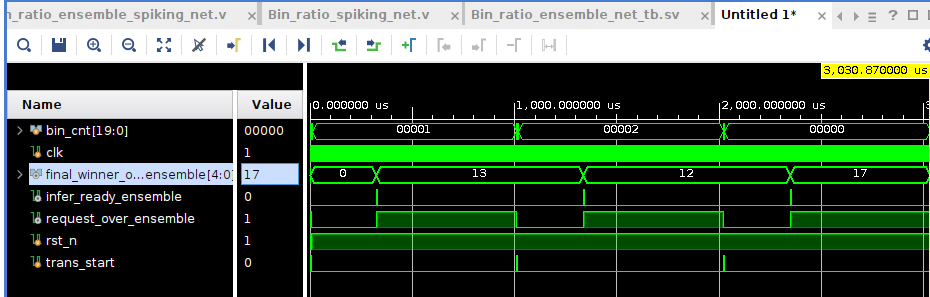 n_ratio_ensemble_spiking_net.v × Bin_ratio_spiking_net.v × Bin_ratio_ensemble_net_tb.sv × Untitled 1* ×
3,030.870000 us
Name Value 0.000000 us 1,000.000000 us 2,000.000000 us
bin_cnt[19:0] 00000 00001 00002 00000
clk 1
final_winner_o...ensemble[4:0] 17 0 13 12 17
infer_ready_ensemble 0
request_over_ensemble 1
rst_n 1
trans_start 0